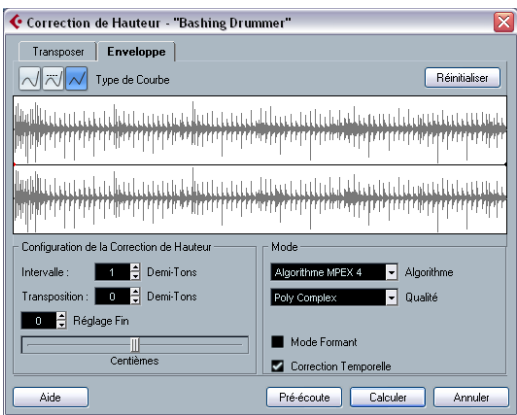 Correction de Hauteur - "Bashing Drummer"
Transposer Enveloppe
Type de Courbe Réinitialiser
Configuration de la Correction de Hauteur
Intervalle : 1 Demi-Tons
Transposition : 0 Demi-Tons
0 Réglage Fin
Centièmes
Mode
Algorithme MPEX 4 Algorithme
Poly Complex Qualité
Mode Formant
Correction Temporelle
Aide Pré-écoute Calculer Annuler